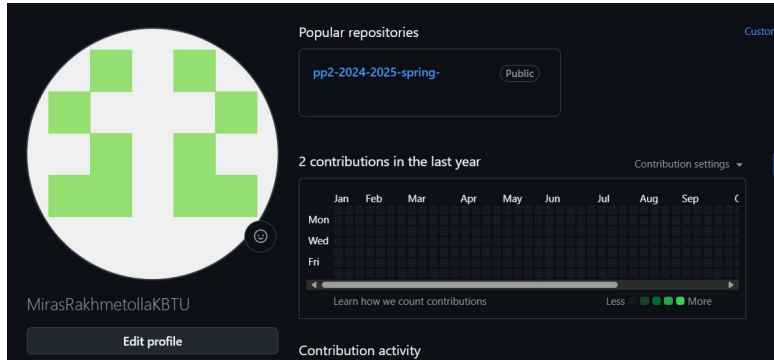 Popular repositories
Custom
pp2-2024-2025-spring-
Public
2 contributions in the last year
Contribution settings
Jan Feb Mar Apr May Jun Jul Aug Sep
Mon
Wed
Fri
Learn how we count contributions
Less More
MirasRakhmetollaKBTU
Edit profile
Contribution activity